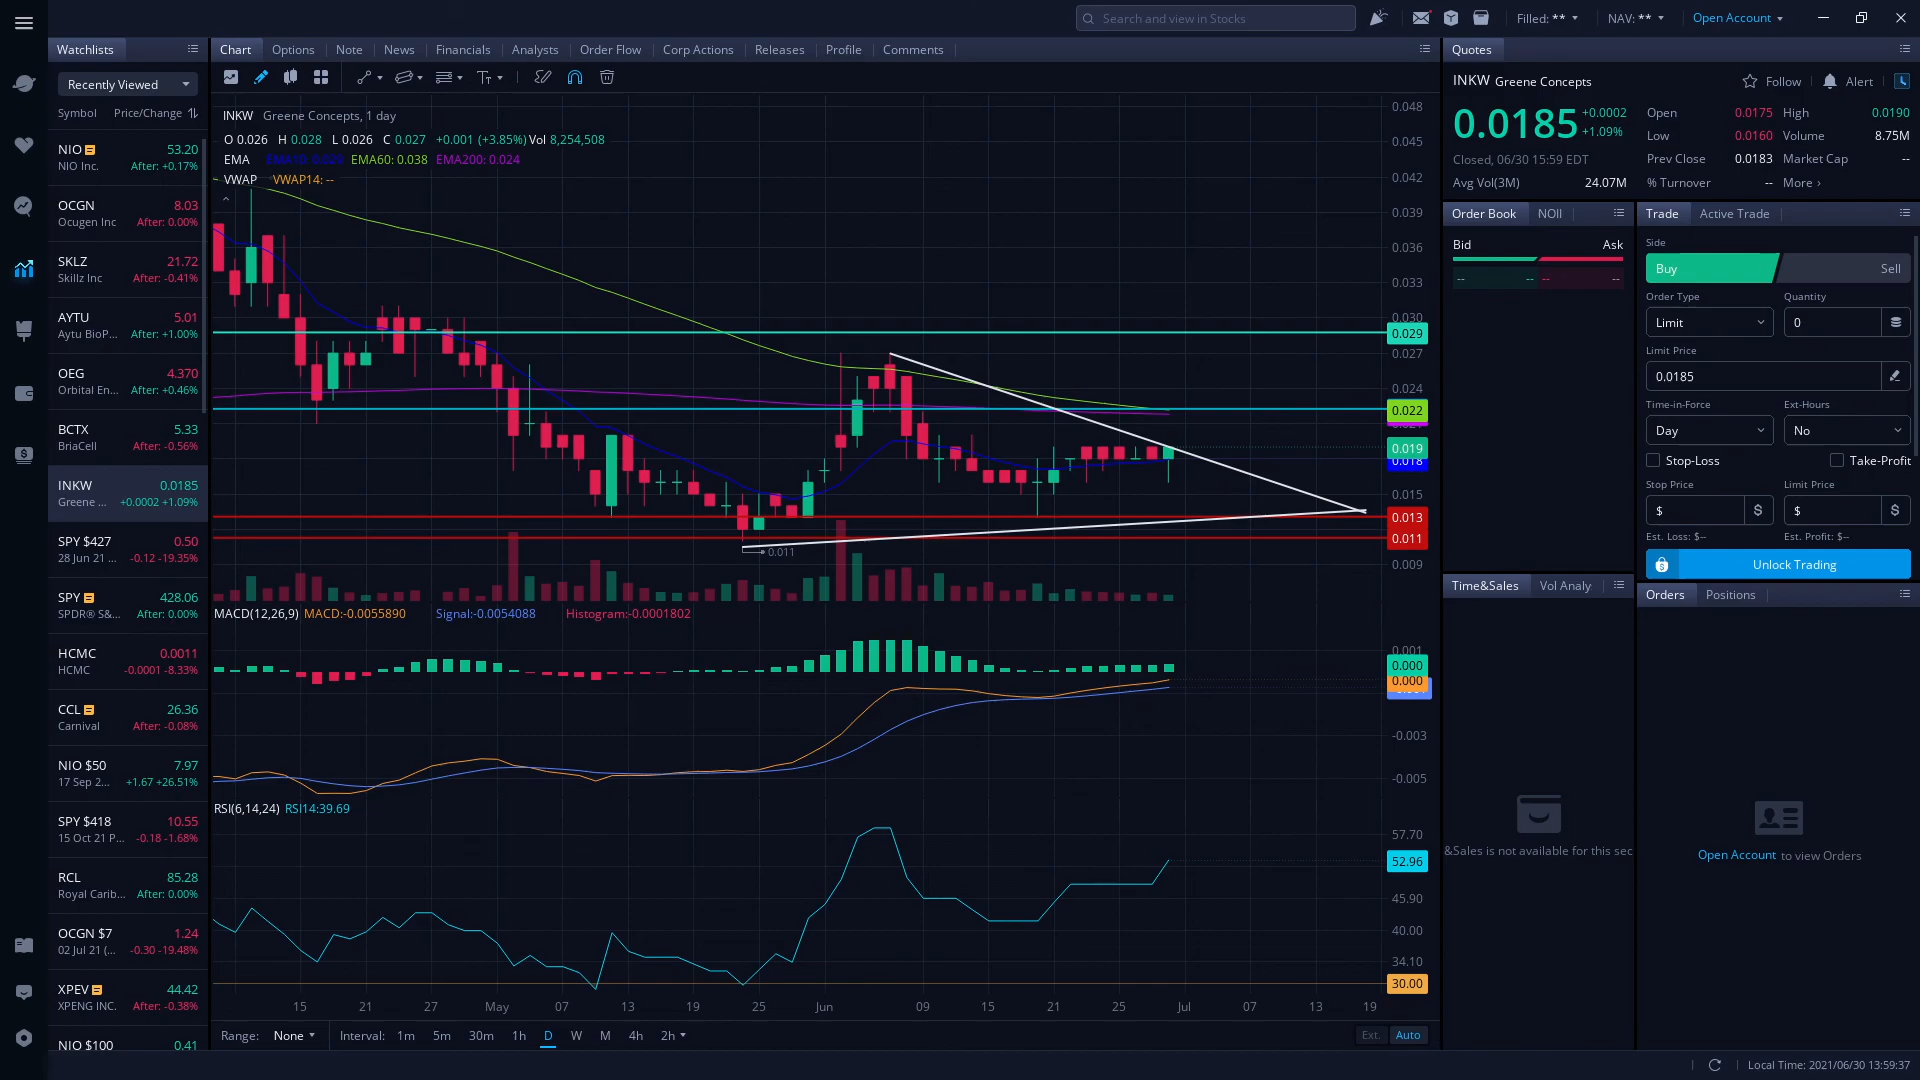 Search and view in Stocks
Filled: **
NAV: **
Open Account
Watchlists
Recently Viewed
Symbol Price/Change
NIO 53.20
NIO Inc. After: +0.17%
OCGN 8.03
Ocugen Inc After: 0.00%
SKLZ 21.72
Skillz Inc After: -0.41%
AYTU 5.01
Aytu BioP... After: +1.00%
OEG 4.370
Orbital En... After: +0.46%
BCTX 5.33
BriaCell After: -0.56%
INKW 0.0185
Greene ... +0.0002 +1.09%
SPY $427 0.50
28 Jun 21 ... -0.12 -19.35%
SPY 428.06
SPDR® S&... After: 0.00%
HCMC 0.0011
HCMC -0.0001 -8.33%
CCL 26.36
Carnival After: -0.08%
NIO $50 7.97
17 Sep 2... +1.67 +26.51%
SPY $418 10.55
15 Oct 21 P... -0.18 -1.68%
RCL 85.28
Royal Carib... After: 0.00%
OCGN $7 1.24
02 Jul 21 (... -0.30 -19.48%
XPEV 44.42
XPENG INC. After: -0.38%
NIO $100 0.41
Chart Options Note News Financials Analysts Order Flow Corp Actions Releases Profile Comments
INKW Greene Concepts, 1 day
O 0.026 H 0.028 L 0.026 C 0.027 +0.001 (+3.85%) Vol 8,254,508
EMA EMA60: 0.038 EMA200: 0.024
VWAP VWAP14: --
0.048
0.045
0.042
0.039
0.036
0.033
0.030
0.029
0.027
0.024
0.022
0.019
0.018
0.015
0.013
0.011
0.009
0.011
MACD(12,26,9) MACD:-0.0055890 Signal:-0.0054088 Histogram:-0.0001802
0.001
0.000
0.000
-0.003
-0.005
RSI(6,14,24) RSI14:39.69
57.70
52.96
45.90
40.00
34.10
30.00
15 21 27 May 07 13 19 25 Jun 09 15 21 25 Jul 07 13 19
Range: None Interval: 1m 5m 30m 1h D W M 4h 2h Ext. Auto
Quotes
INKW Greene Concepts Follow Alert
0.0185 +0.0002
+1.09%
Closed, 06/30 15:59 EDT
Open 0.0175 High 0.0190
Low 0.0160 Volume 8.75M
Prev Close 0.0183 Market Cap --
Avg Vol(3M) 24.07M % Turnover -- More ›
Order Book NOII
Bid Ask
-- -- -- --
Time&Sales Vol Analy
&Sales is not available for this sec
Trade Active Trade
Side
Buy Sell
Order Type Quantity
Limit 0
Limit Price
0.0185
Time-in-Force Ext-Hours
Day No
Stop-Loss Take-Profit
Stop Price Limit Price
$ $ $ $
Est. Loss: $-- Est. Profit: $--
Unlock Trading
Orders Positions
Open Account to view Orders
Local Time: 2021/06/30 13:59:37